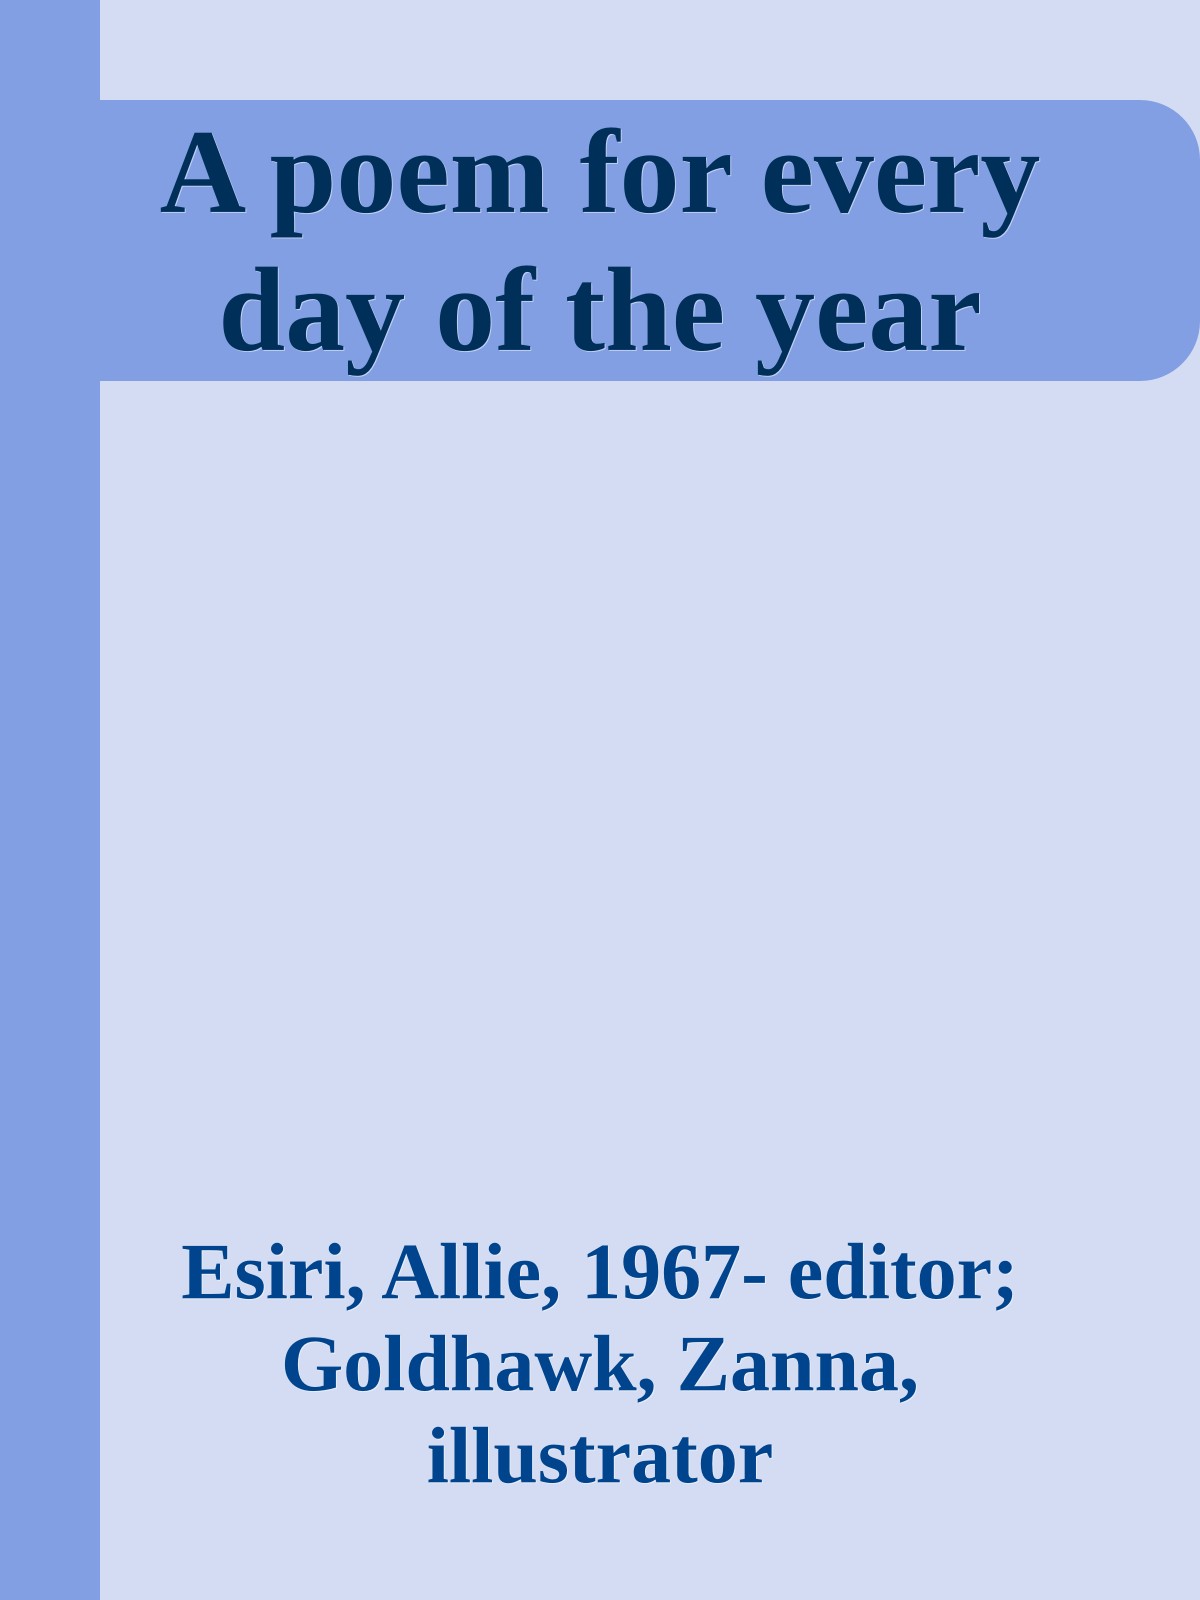 A poem for every
day of the year
Esiri, Allie, 1967- editor;
Goldhawk, Zanna,
illustrator